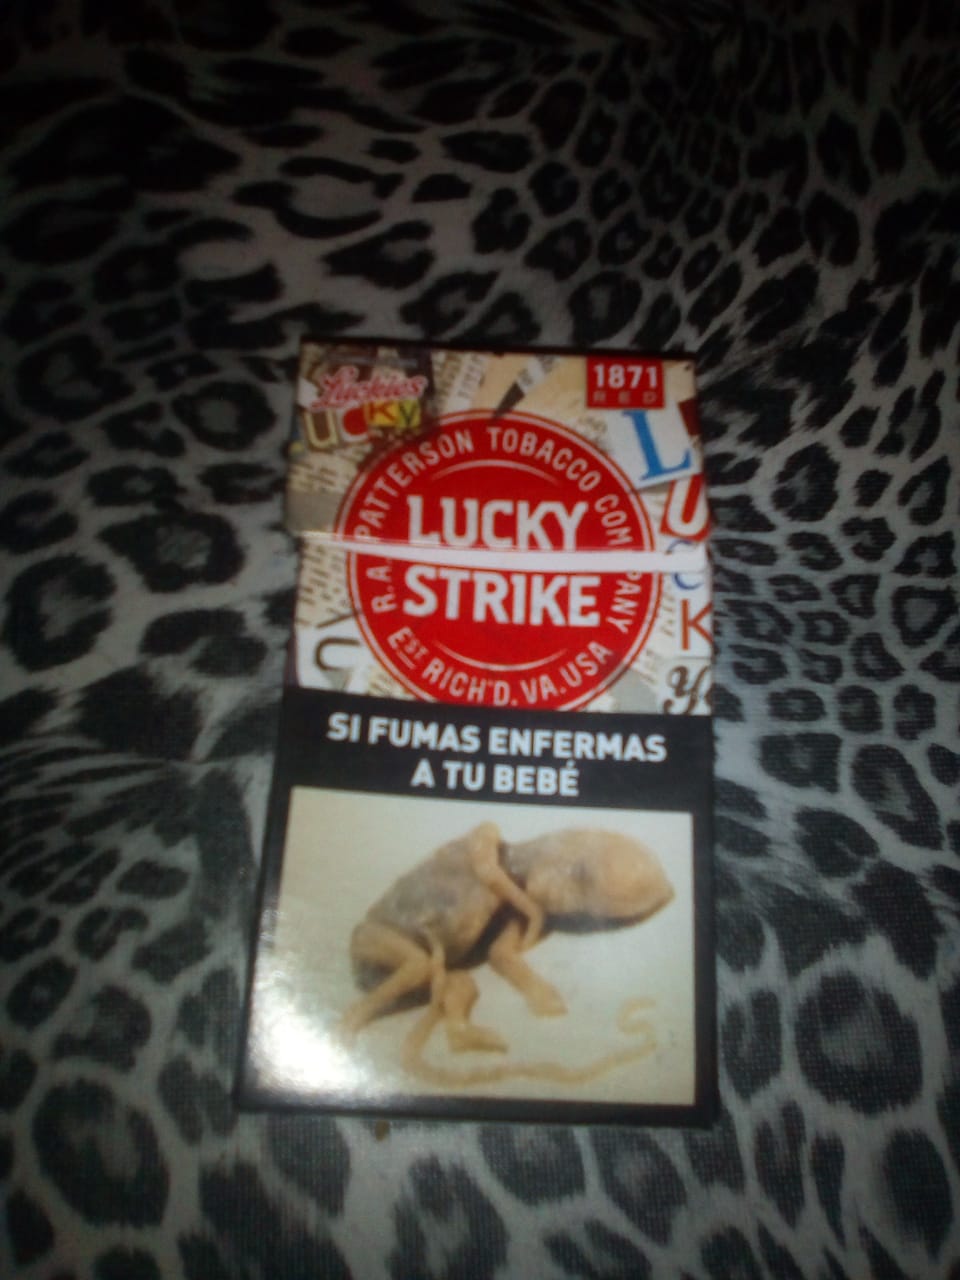 Luckies
LUCKY
1871
RED
R.A. PATTERSON TOBACCO COMPANY
LUCKY
STRIKE
EST. RICH'D. VA. USA
L
U
C
K
Y
SI FUMAS ENFERMAS
A TU BEBÉ